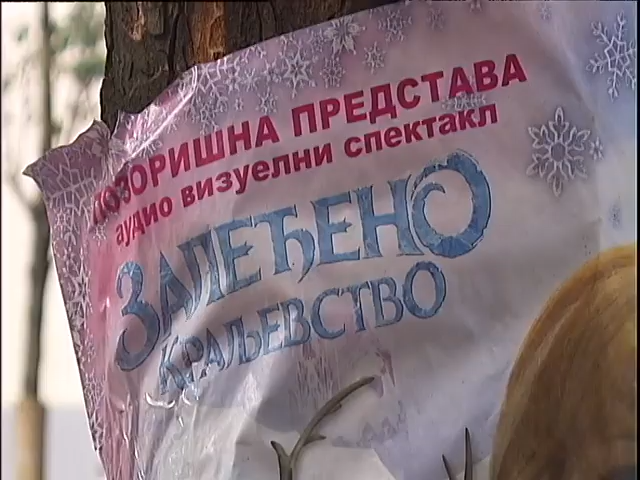 ПОЗОРИШНА ПРЕДСТАВА
аудио визуелни спектакл
ЗАЛЕЂЕНО
КРАЉЕВСТВО